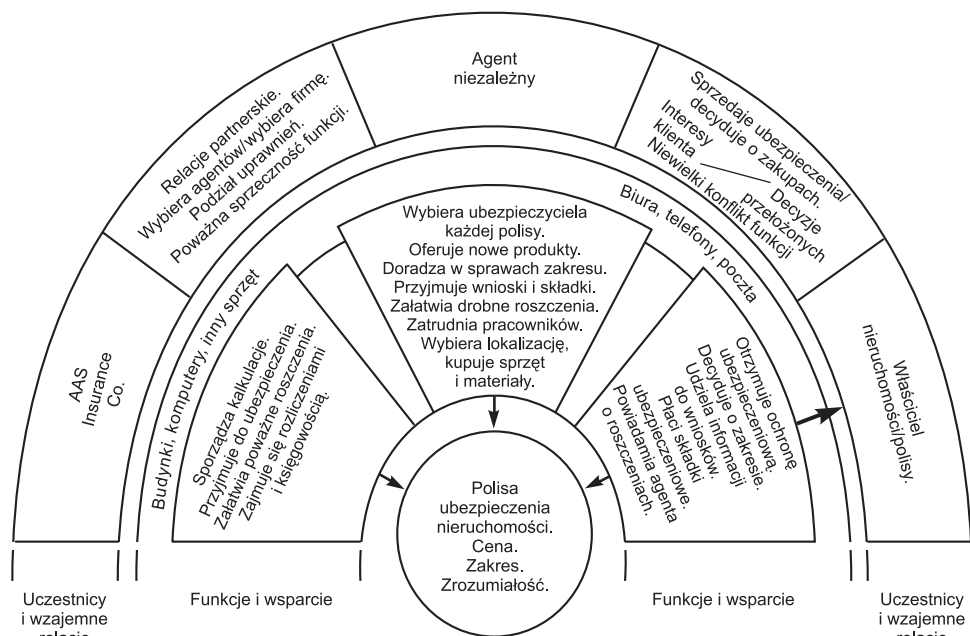 Agent
niezależny
Relacje partnerskie.
Wybiera agentów/wybiera firmę.
Podział uprawnień.
Poważna sprzeczność funkcji.
Sprzedaje ubezpieczenia/
decyduje o zakupach.
Interesy
klienta
Decyzje
przełożonych
Niewielki konflikt funkcji
AAS
Insurance
Co.
Właściciel
nieruchomości/polisy.
Budynki, komputery, inny sprzęt
Biura, telefony, poczta
Wybiera ubezpieczyciela
każdej polisy.
Oferuje nowe produkty.
Doradza w sprawach zakresu.
Przyjmuje wnioski i składki.
Załatwia drobne roszczenia.
Zatrudnia pracowników.
Wybiera lokalizację,
kupuje sprzęt
i materiały.
Sporządza kalkulacje.
Przyjmuje do ubezpieczenia.
Załatwia poważne roszczenia.
Zajmuje się rozliczeniami
i księgowością.
Otrzymuje ochronę
ubezpieczeniową.
Decyduje o zakresie.
Udziela informacji
do wniosków.
Płaci składki
ubezpieczeniowe.
Powiadamia agenta
o roszczeniach.
Polisa
ubezpieczenia
nieruchomości.
Cena.
Zakres.
Zrozumiałość.
Uczestnicy
i wzajemne
relacje
Funkcje i wsparcie
Funkcje i wsparcie
Uczestnicy
i wzajemne
relacje